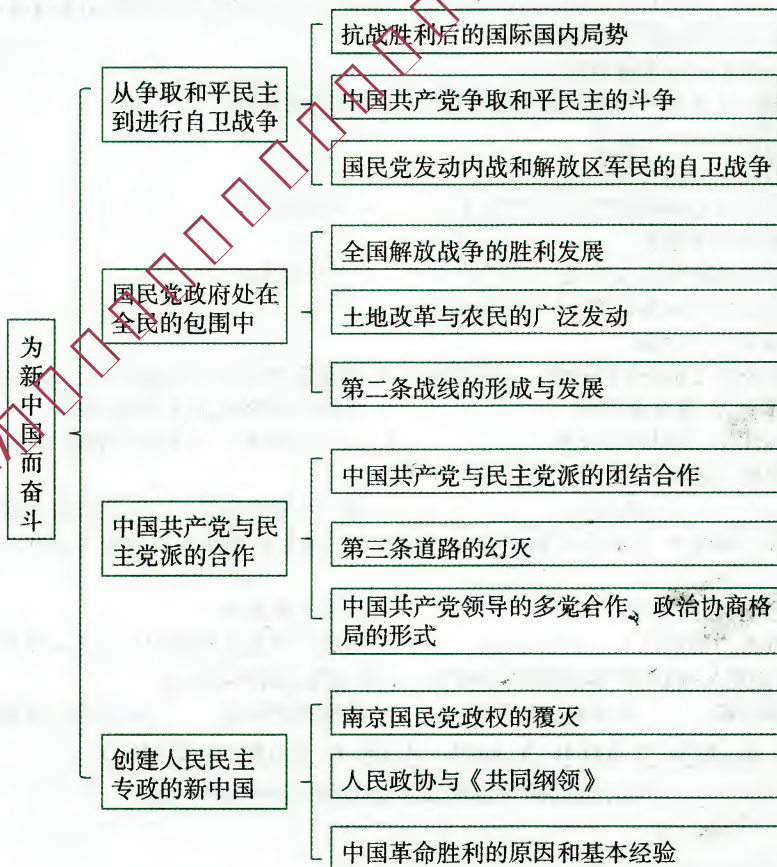 抗战胜利后的国际国内局势
从争取和平民主
到进行自卫战争
中国共产党争取和平民主的斗争
国民党发动内战和解放区军民的自卫战争
全国解放战争的胜利发展
国民党政府处在
全民的包围中
土地改革与农民的广泛发动
第二条战线的形成与发展
为新中国而奋斗
中国共产党与民主党派的团结合作
中国共产党与民
主党派的合作
第三条道路的幻灭
中国共产党领导的多党合作、政治协商格
局的形式
南京国民党政权的覆灭
创建人民民主
专政的新中国
人民政协与《共同纲领》
中国革命胜利的原因和基本经验